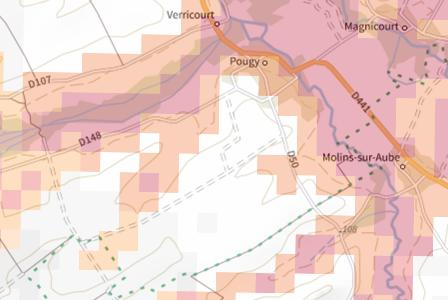 Verricourt
Magnicourt
Pougy
D107
D441
D148
D50
Molins-sur-Aube
108